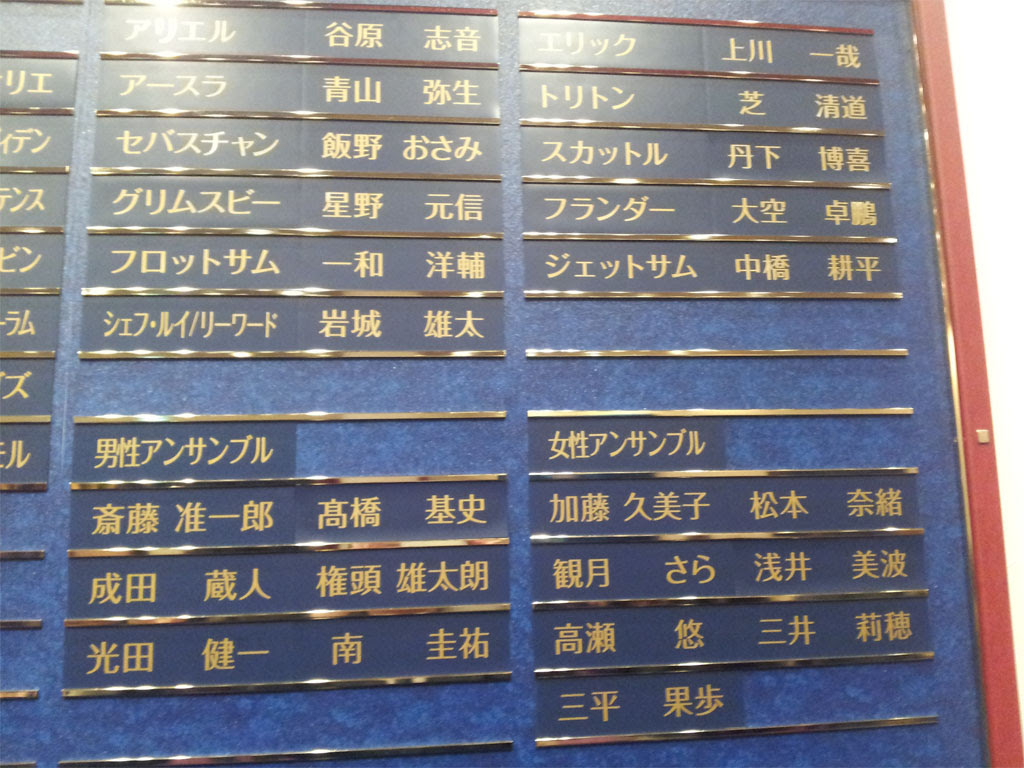 アリエル 谷原 志音
アースラ 青山 弥生
セバスチャン 飯野 おさみ
グリムスビー 星野 元信
フロットサム 一和 洋輔
シェフ・ルイ/リーワード 岩城 雄太
エリック 上川 一哉
トリトン 芝 清道
スカットル 丹下 博喜
フランダー 大空 卓鵬
ジェットサム 中橋 耕平
男性アンサンブル
斎藤 准一郎 髙橋 基史
成田 蔵人 権頭 雄太朗
光田 健一 南 圭祐
女性アンサンブル
加藤 久美子 松本 奈緒
観月 さら 浅井 美波
高瀬 悠 三井 莉穂
三平 果歩